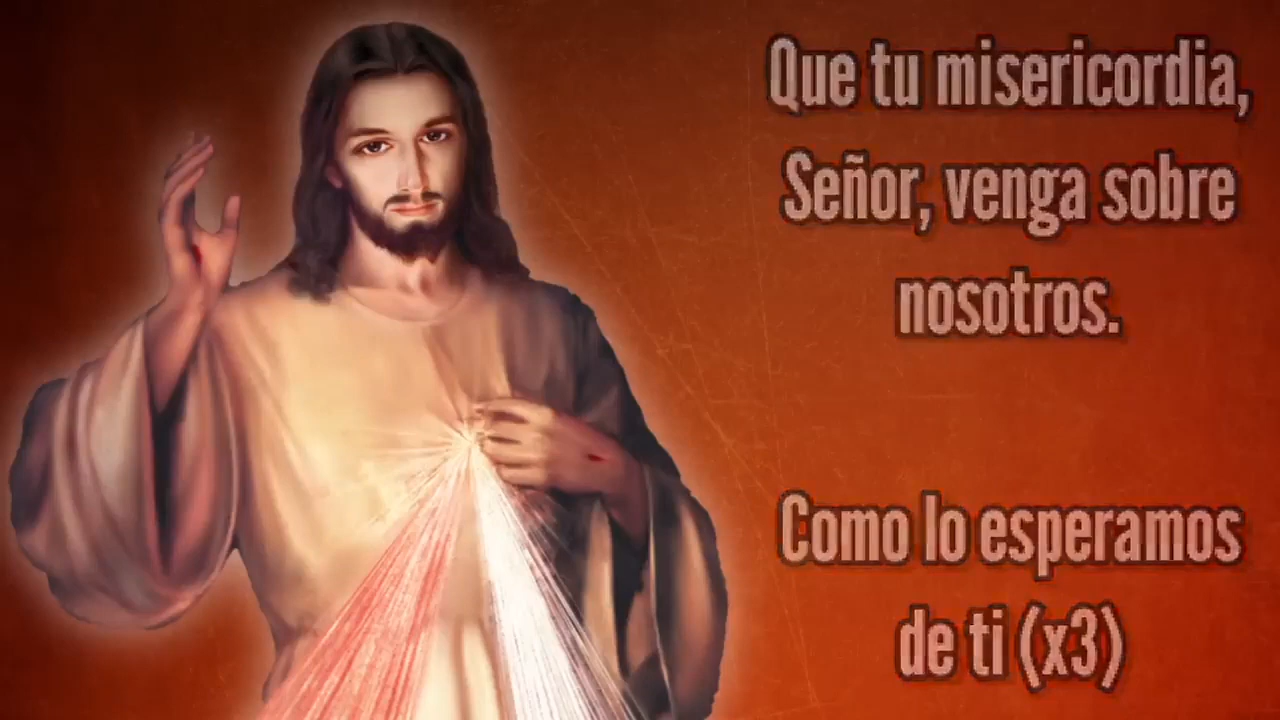 Que tu misericordia,
Señor, venga sobre
nosotros.
Como lo esperamos
de ti (x3)